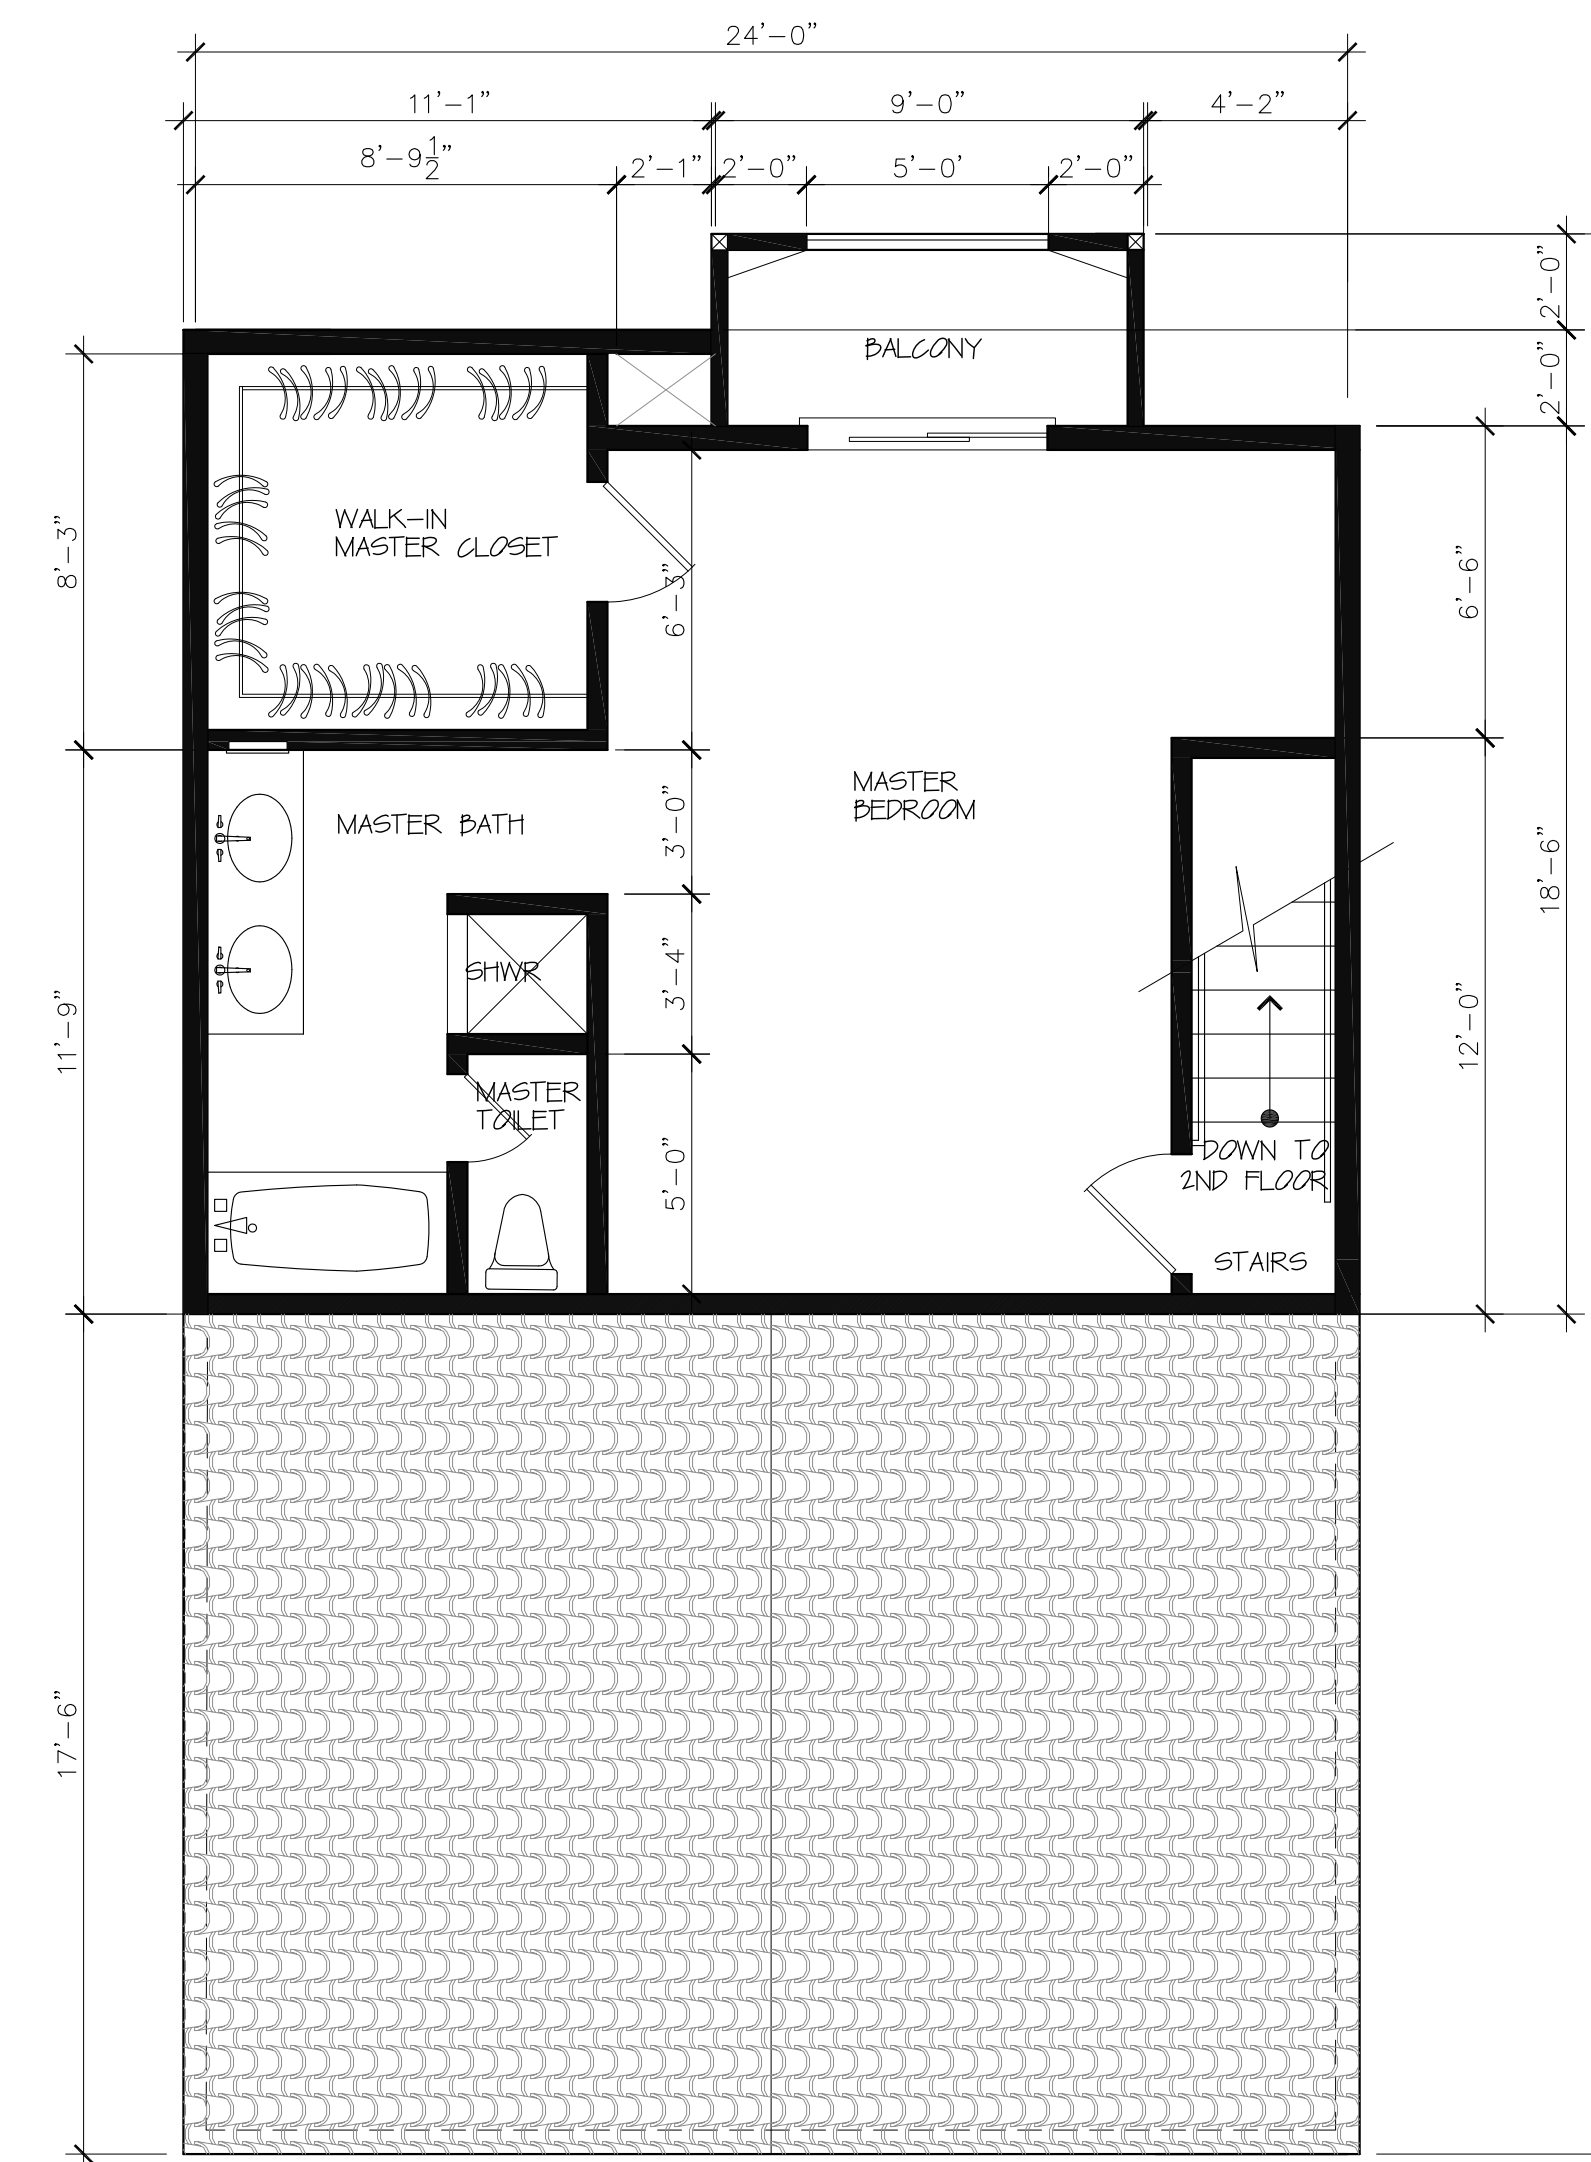 24'-0"
11'-1"
9'-0"
4'-2"
8'-9 1/2"
2'-1"
2'-0"
5'-0'
2'-0"
2'-0"
BALCONY
2'-0"
WALK-IN
MASTER CLOSET
8'-3"
6'-3"
6'-6"
MASTER
BEDROOM
MASTER BATH
3'-0"
18'-6"
SHWR
3'-4"
11'-9"
12'-0"
MASTER
TOILET
5'-0"
DOWN TO
2ND FLOOR
STAIRS
17'-6"